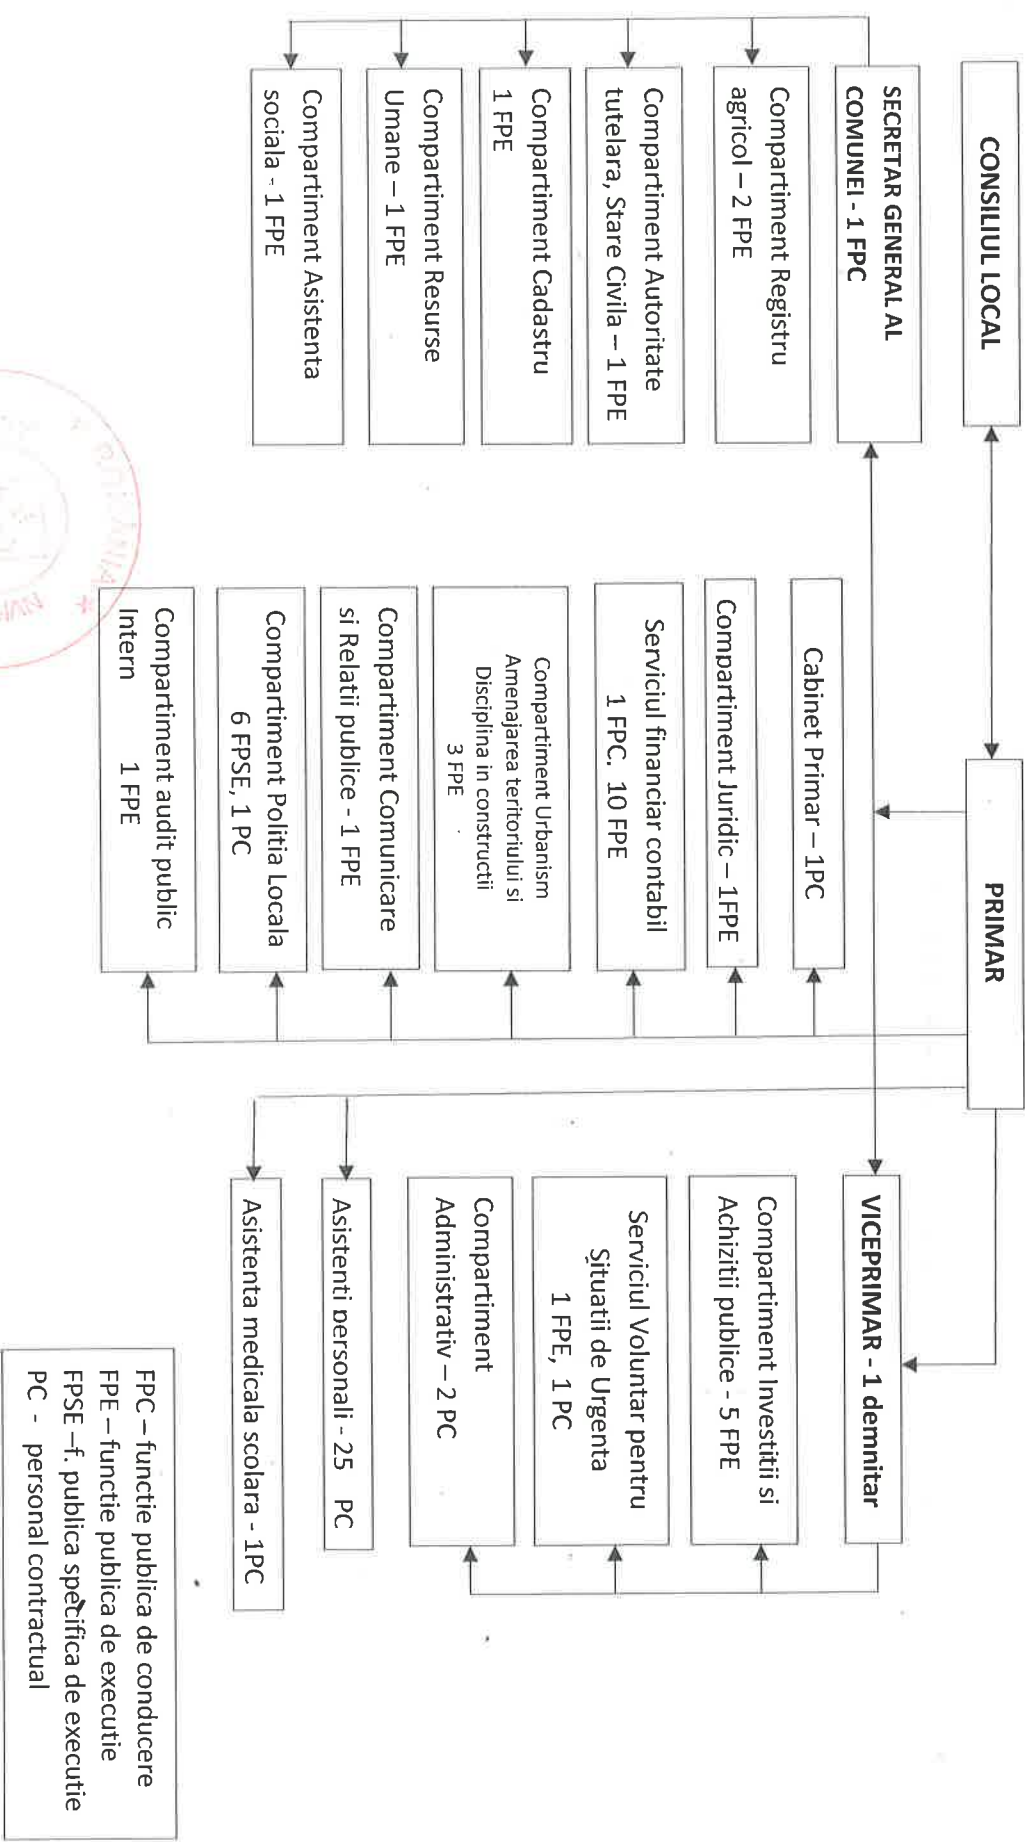 CONSILIUL LOCAL
PRIMAR
SECRETAR GENERAL AL
COMUNEI - 1 FPC
VICEPRIMAR - 1 demnitar
Compartiment Registru
agricol – 2 FPE
Compartiment Autoritate
tutelara, Stare Civila – 1 FPE
Compartiment Cadastru
1 FPE
Compartiment Resurse
Umane – 1 FPE
Compartiment Asistenta
sociala - 1 FPE
Cabinet Primar – 1PC
Compartiment Juridic – 1FPE
Serviciul financiar contabil
1 FPC, 10 FPE
Compartiment Urbanism
Amenajarea teritoriului si
Disciplina in constructii
3 FPE
Compartiment Comunicare
si Relatii publice - 1 FPE
Compartiment Politia Locala
6 FPSE, 1 PC
Compartiment audit public
Intern 1 FPE
Compartiment Investitii si
Achizitii publice - 5 FPE
Serviciul Voluntar pentru
Situatii de Urgenta
1 FPE, 1 PC
Compartiment
Administrativ – 2 PC
Asistenti personali - 25 PC
Asistenta medicala scolara - 1PC
FPC – functie publica de conducere
FPE – functie publica de executie
FPSE –f. publica specifica de executie
PC - personal contractual
* ROMANIA *